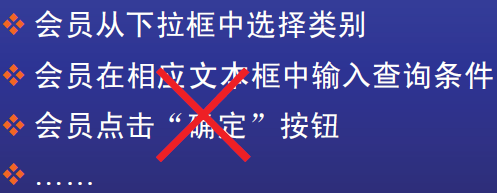 会员从下拉框中选择类别
会员在相应文本框中输入查询条件
会员点击“确定”按钮
……